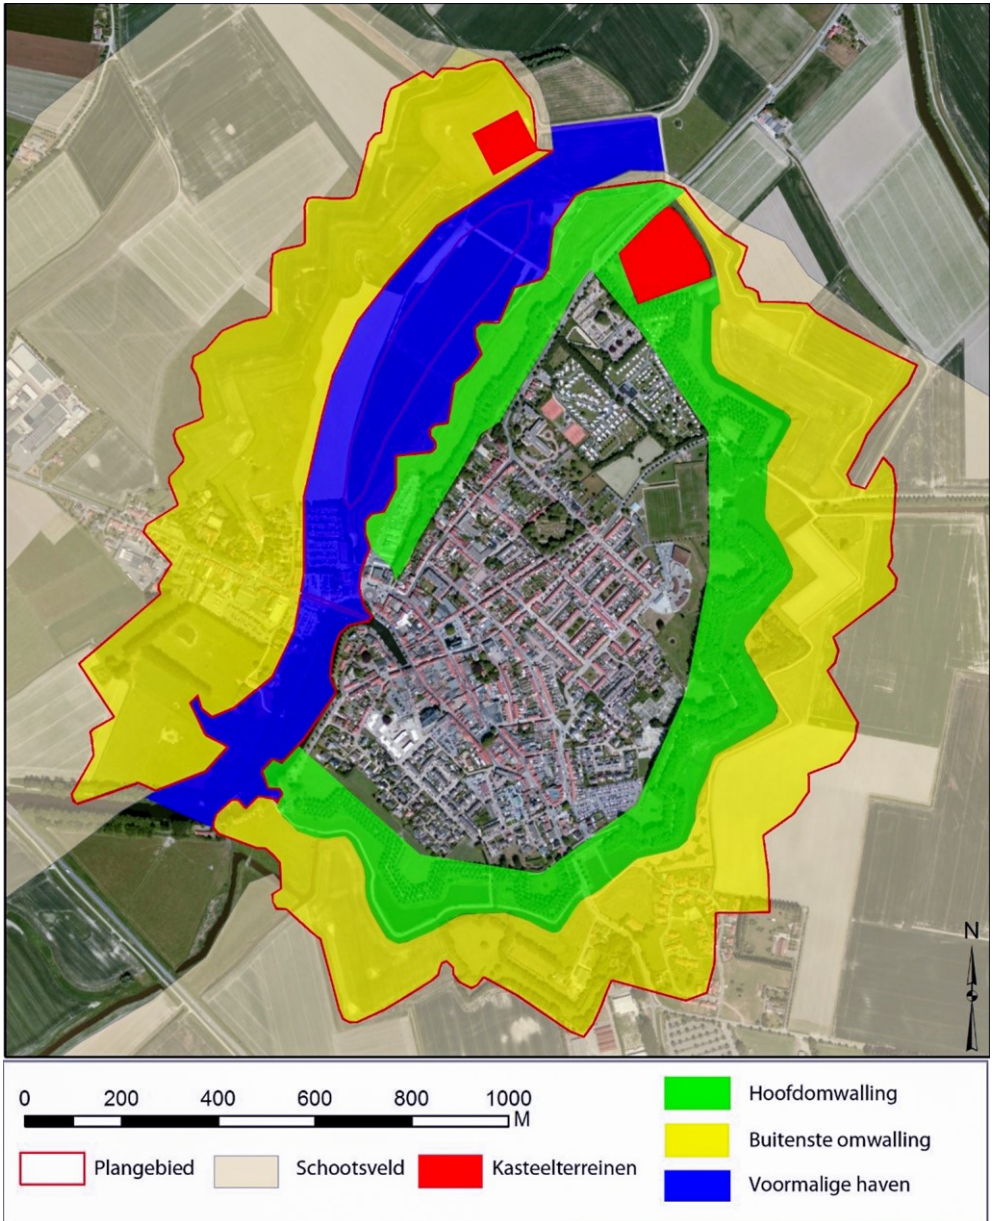 N
0 200 400 600 800 1000
M
Plangebied Schootsveld Kasteelterreinen
Hoofdomwalling
Buitenste omwalling
Voormalige haven